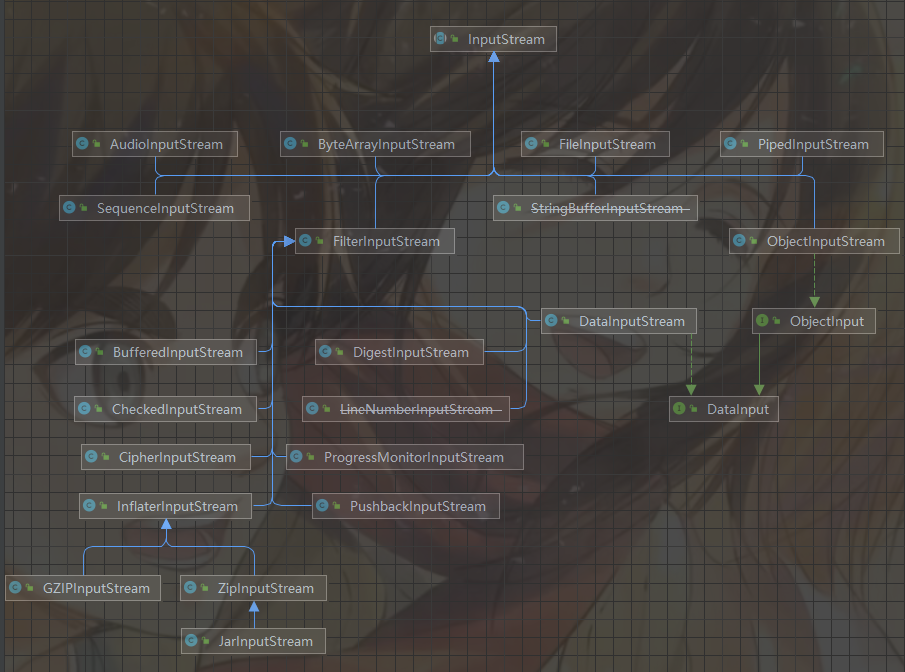 InputStream
AudioInputStream
ByteArrayInputStream
FileInputStream
PipedInputStream
SequenceInputStream
StringBufferInputStream
FilterInputStream
ObjectInputStream
DataInputStream
ObjectInput
BufferedInputStream
DigestInputStream
CheckedInputStream
LineNumberInputStream
DataInput
CipherInputStream
ProgressMonitorInputStream
InflaterInputStream
PushbackInputStream
GZIPInputStream
ZipInputStream
JarInputStream